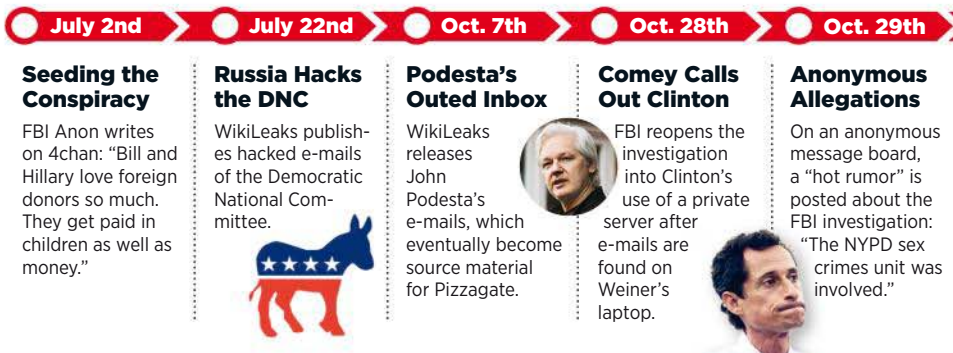 July 2nd
July 22nd
Oct. 7th
Oct. 28th
Oct. 29th
Seeding the
Conspiracy
FBI Anon writes
on 4chan: “Bill and
Hillary love foreign
donors so much.
They get paid in
children as well as
money.”
Russia Hacks
the DNC
WikiLeaks publish-
es hacked e-mails
of the Democratic
National Com-
mittee.
Podesta’s
Outed Inbox
WikiLeaks
releases
John
Podesta’s
e-mails, which
eventually become
source material
for Pizzagate.
Comey Calls
Out Clinton
FBI reopens the
investigation
into Clinton’s
use of a private
server after
e-mails are
found on
Weiner’s
laptop.
Anonymous
Allegations
On an anonymous
message board,
a “hot rumor” is
posted about the
FBI investigation:
“The NYPD sex
crimes unit was
involved.”